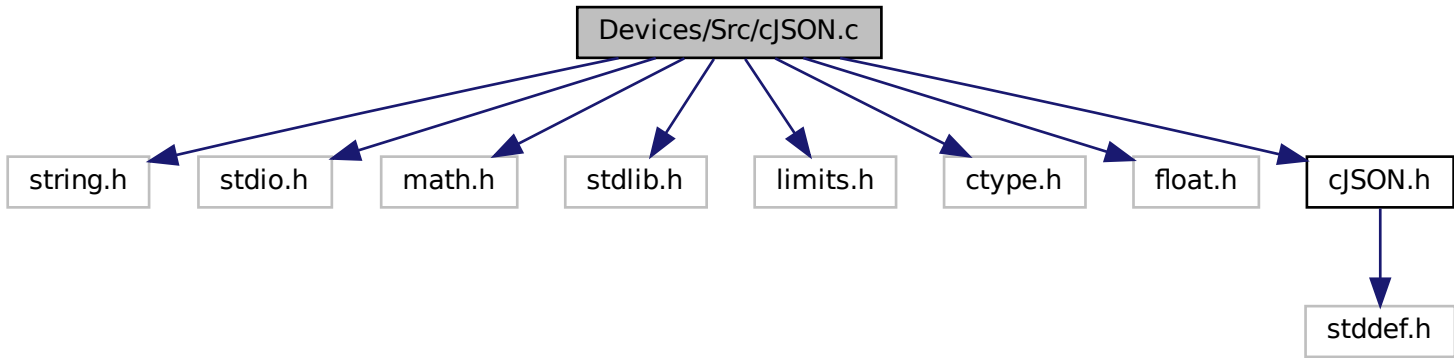 Devices/Src/cJSON.c
string.h
stdio.h
math.h
stdlib.h
limits.h
ctype.h
float.h
cJSON.h
stddef.h